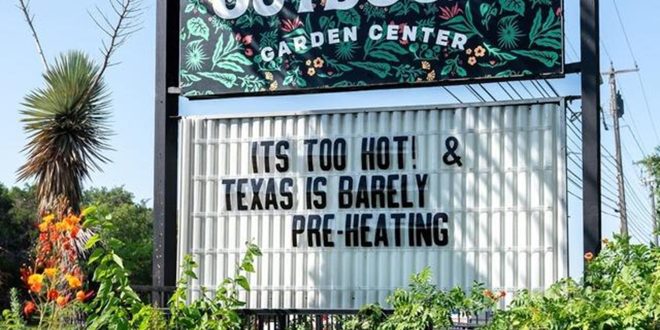 GARDEN CENTER
ITS TOO HOT! &
TEXAS IS BARELY
PRE-HEATING